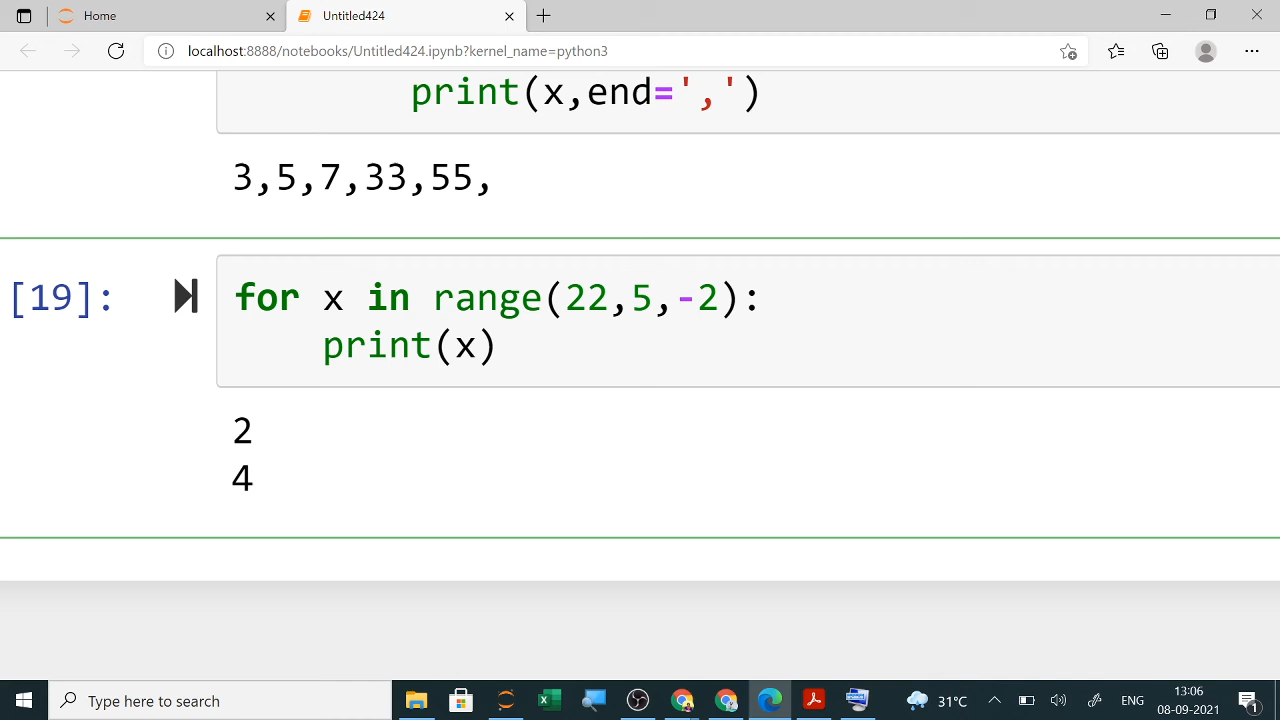 Home
Untitled424
localhost:8888/notebooks/Untitled424.ipynb?kernel_name=python3
print(x,end=',')
3,5,7,33,55,
[19]:
for x in range(22,5,-2):
print(x)
2
4
Type here to search
31°C
ENG
13:06
08-09-2021
1